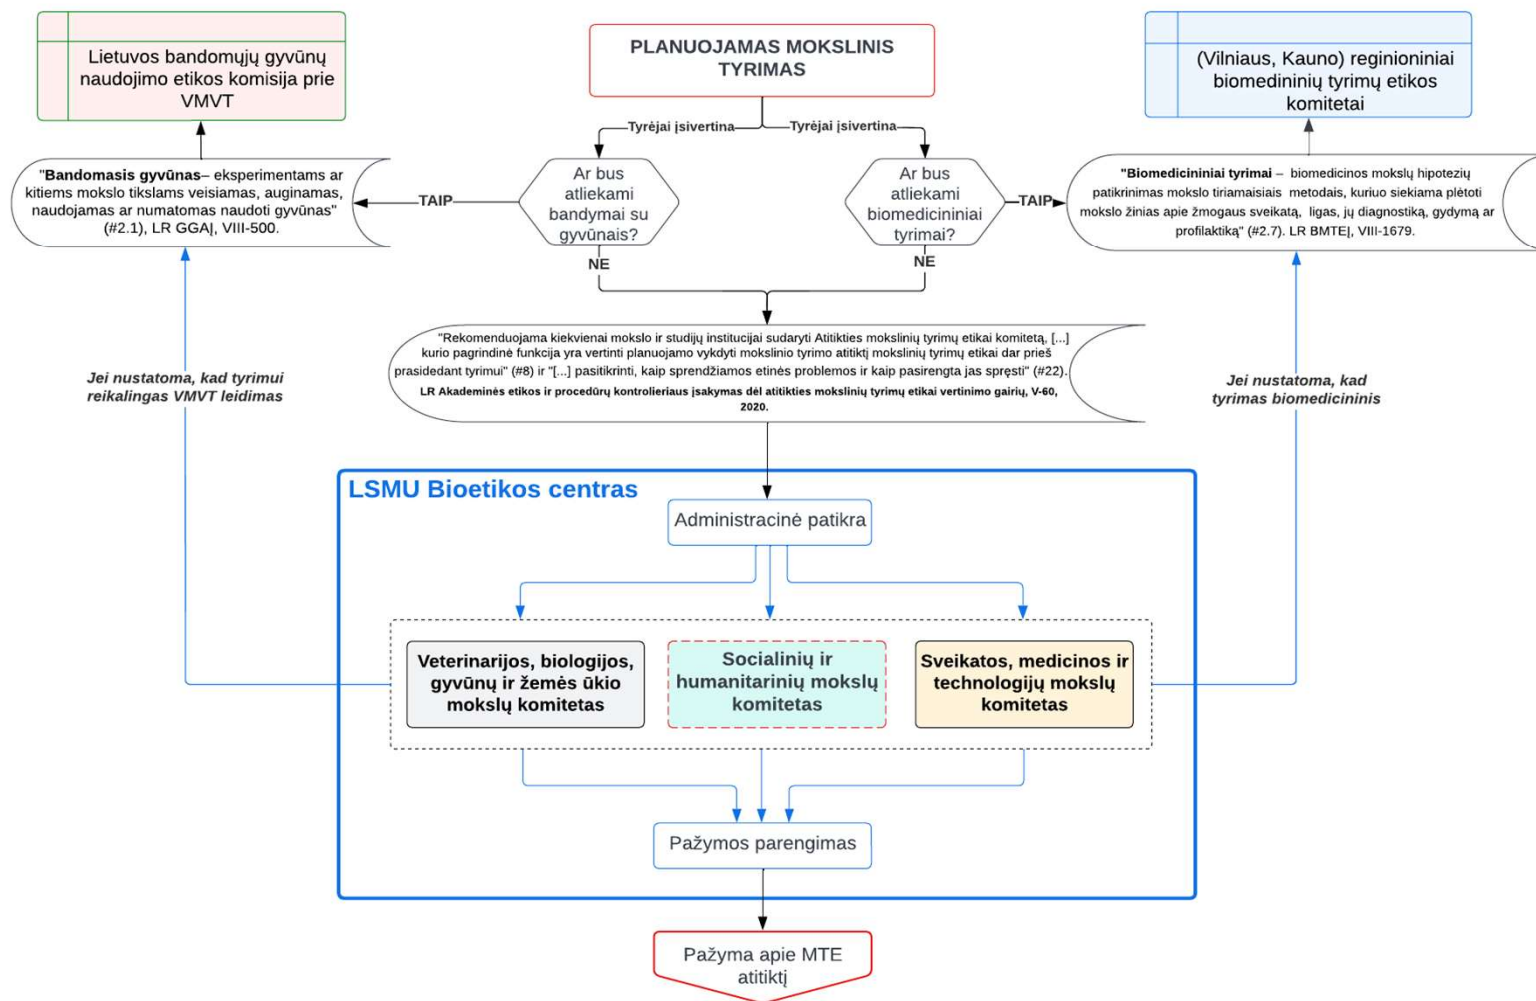 Lietuvos bandomųjų gyvūnų
naudojimo etikos komisija prie
VMVT
PLANUOJAMAS MOKSLINIS
TYRIMAS
(Vilniaus, Kauno) reginioniniai
biomedininių tyrimų etikos
komitetai
Tyrėjai įsivertina
Tyrėjai įsivertina
"Bandomasis gyvūnas– eksperimentams ar
kitiems mokslo tikslams veisiamas, auginamas,
naudojamas ar numatomas naudoti gyvūnas"
(#2.1), LR GGAĮ, VIII-500.
TAIP
Ar bus
atliekami
bandymai su
gyvūnais?
Ar bus
atliekami
biomedicininiai
tyrimai?
TAIP
"Biomedicininiai tyrimai – biomedicinos mokslų hipotezių
patikrinimas mokslo tiriamaisiais metodais, kuriuo siekiama plėtoti
mokslo žinias apie žmogaus sveikatą, ligas, jų diagnostiką, gydymą ar
profilaktiką" (#2.7). LR BMTEĮ, VIII-1679.
NE
NE
"Rekomenduojama kiekvienai mokslo ir studijų institucijai sudaryti Atitikties mokslinių tyrimų etikai komitetą, [...]
kurio pagrindinė funkcija yra vertinti planuojamo vykdyti mokslinio tyrimo atitiktį mokslinių tyrimų etikai dar prieš
prasidedant tyrimui" (#8) ir "[...] pasitikrinti, kaip sprendžiamos etinės problemos ir kaip pasirengta jas spręsti" (#22).
LR Akademinės etikos ir procedūrų kontrolieriaus įsakymas dėl atitikties mokslinių tyrimų etikai vertinimo gairių, V-60,
2020.
Jei nustatoma, kad tyrimui
reikalingas VMVT leidimas
Jei nustatoma, kad
tyrimas biomedicininis
LSMU Bioetikos centras
Administracinė patikra
Veterinarijos, biologijos,
gyvūnų ir žemės ūkio
mokslų komitetas
Socialinių ir
humanitarinių mokslų
komitetas
Sveikatos, medicinos ir
technologijų mokslų
komitetas
Pažymos parengimas
Pažyma apie MTE
atitiktį